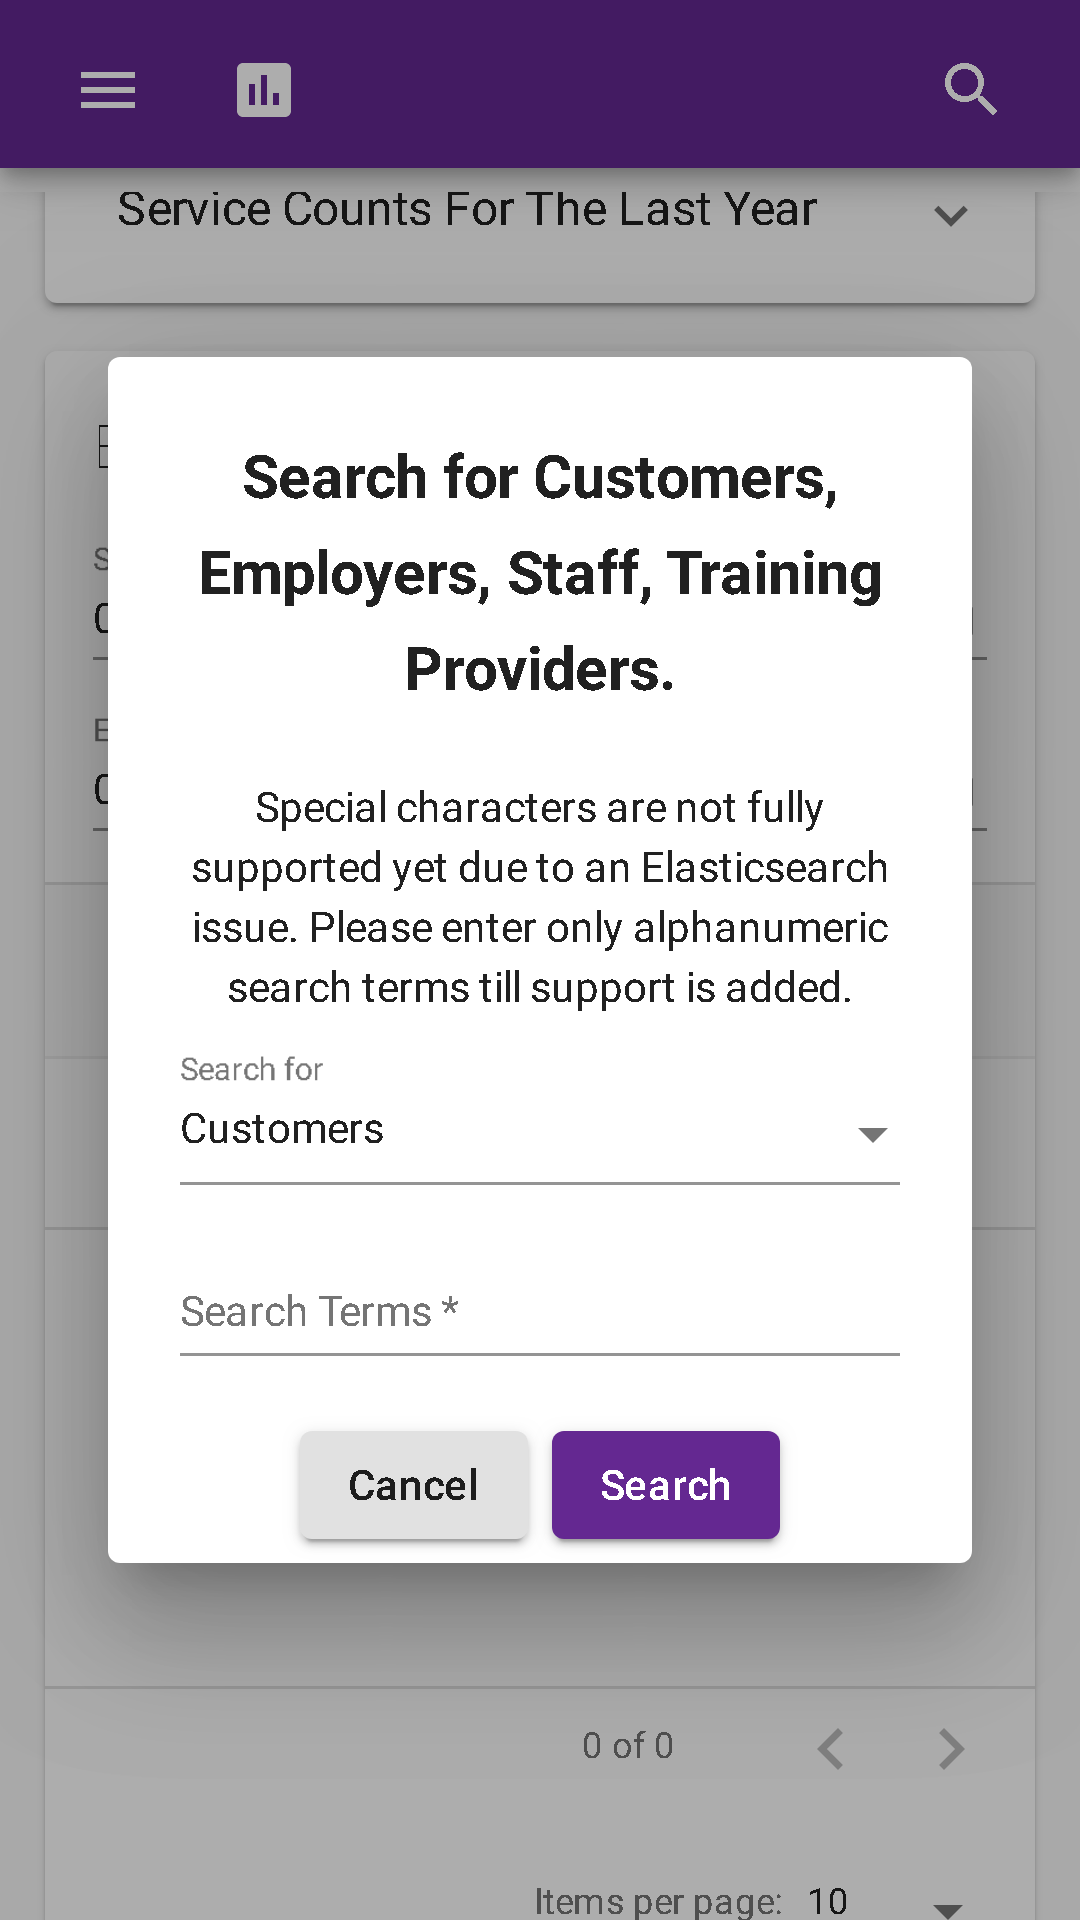 Service Counts For The Last Year
Search for Customers,
Employers, Staff, Training
Providers.
Special characters are not fully
supported yet due to an Elasticsearch
issue. Please enter only alphanumeric
search terms till support is added.
Search for
Customers
Search Terms *
Cancel
Search
0 of 0
Items per page: 10